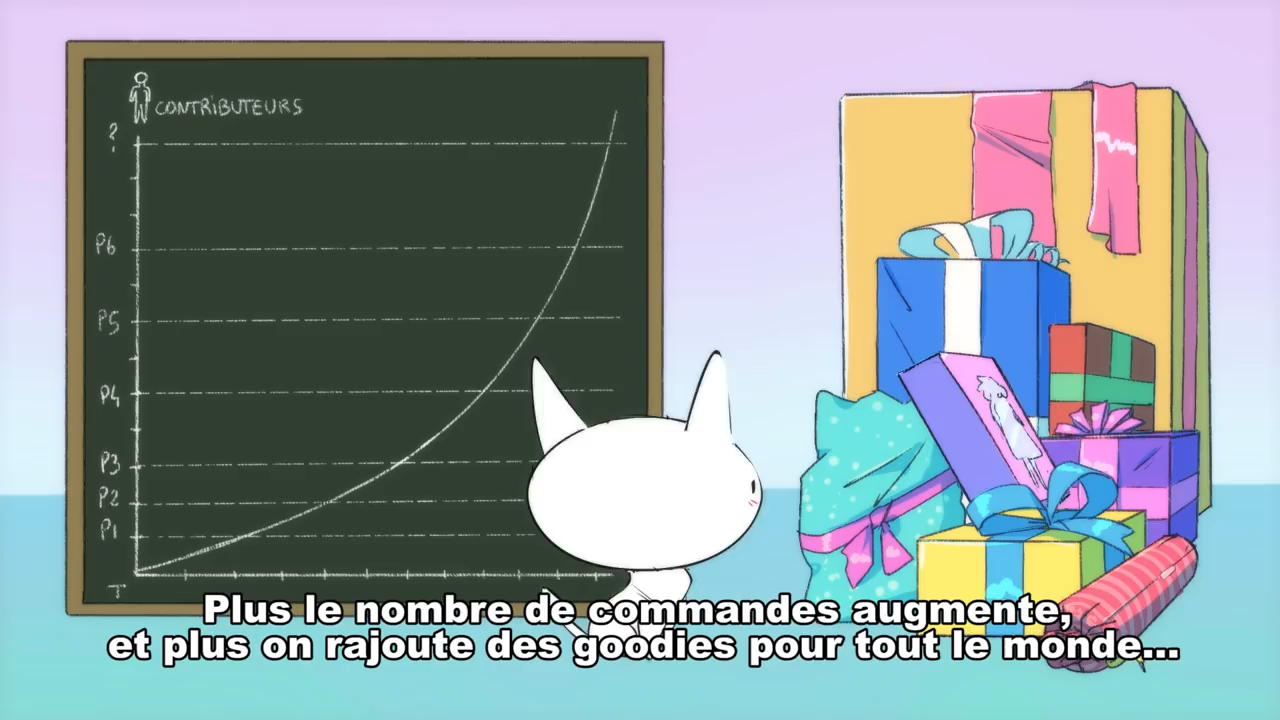 CONTRIBUTEURS
?
P6
P5
P4
P3
P2
P1
T
Plus le nombre de commandes augmente,
et plus on rajoute des goodies pour tout le monde...